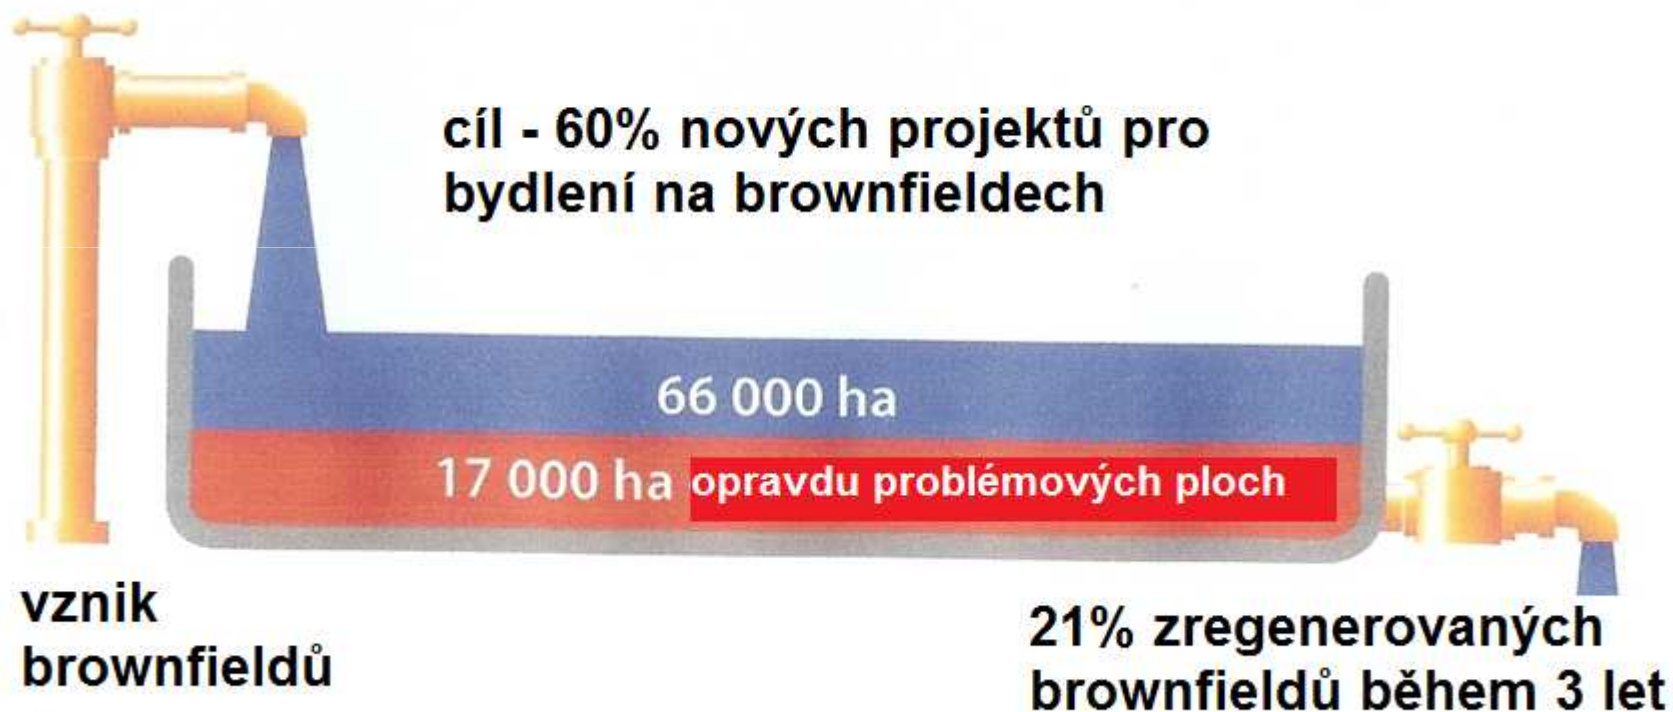 cíl - 60% nových projektů pro
bydlení na brownfieldech
66 000 ha
17 000 ha opravdu problémových ploch
vznik
brownfieldů
21% zregenerovaných
brownfieldů během 3 let